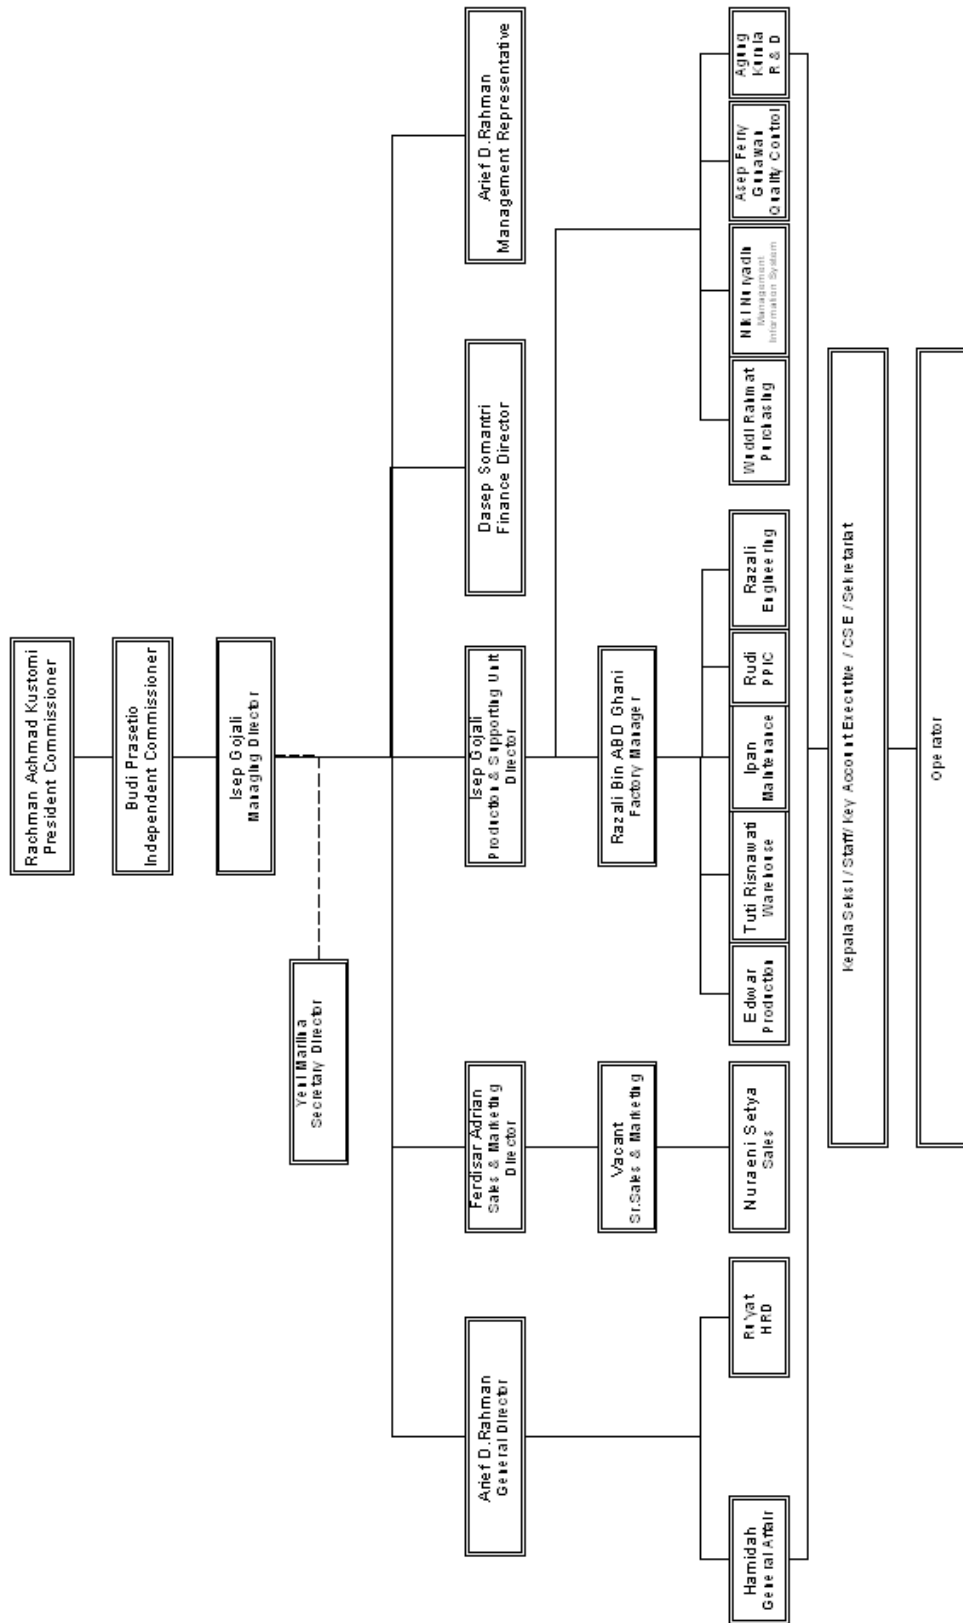 Rachman Achmad Kustomi
President Commissioner
Budi Prasetio
Independent Commissioner
Isep Gojali
Managing Director
Yeni Marlina
Secretary Director
Arief D.Rahman
General Director
Ferdisar Adrian
Sales & Marketing
Director
Isep Gojali
Production & Supporting Unit
Director
Dasep Somantri
Finance Director
Arief D.Rahman
Management Representative
Vacant
Sr.Sales & Marketing
Razali Bin ABD Ghani
Factory Manager
Hamidah
General Affair
Ruyat
HRD
Nuraeni Setya
Sales
Edwar
Production
Tuti Risnawati
Warehouse
Ipan
Maintenance
Rudi
PPIC
Razali
Engineering
Rahmat
Purchasing
Niki
Management
Information System
Asep Ferry
Gunawan
Quality Control
Agung
Kurnia
R & D
Kepala Seksi / Staff/ Key Account Executive / CSE / Sekretariat
Operator